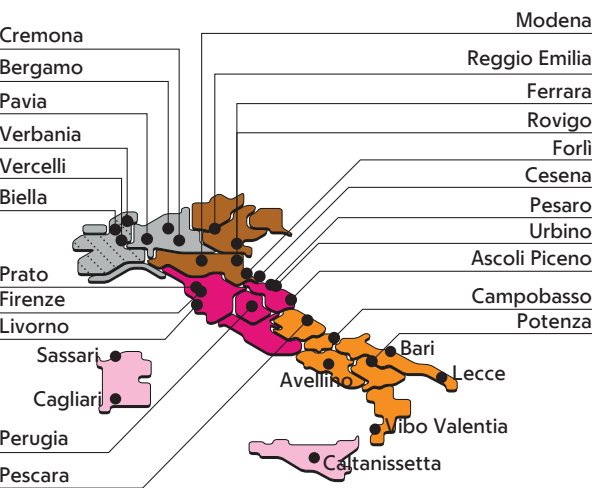 Cremona
Bergamo
Pavia
Verbania
Vercelli
Biella
Modena
Reggio Emilia
Ferrara
Rovigo
Forlì
Cesena
Pesaro
Urbino
Ascoli Piceno
Campobasso
Potenza
Prato
Firenze
Livorno
Sassari
Cagliari
Perugia
Pescara
Bari
Lecce
Avellino
Vibo Valentia
Caltanissetta